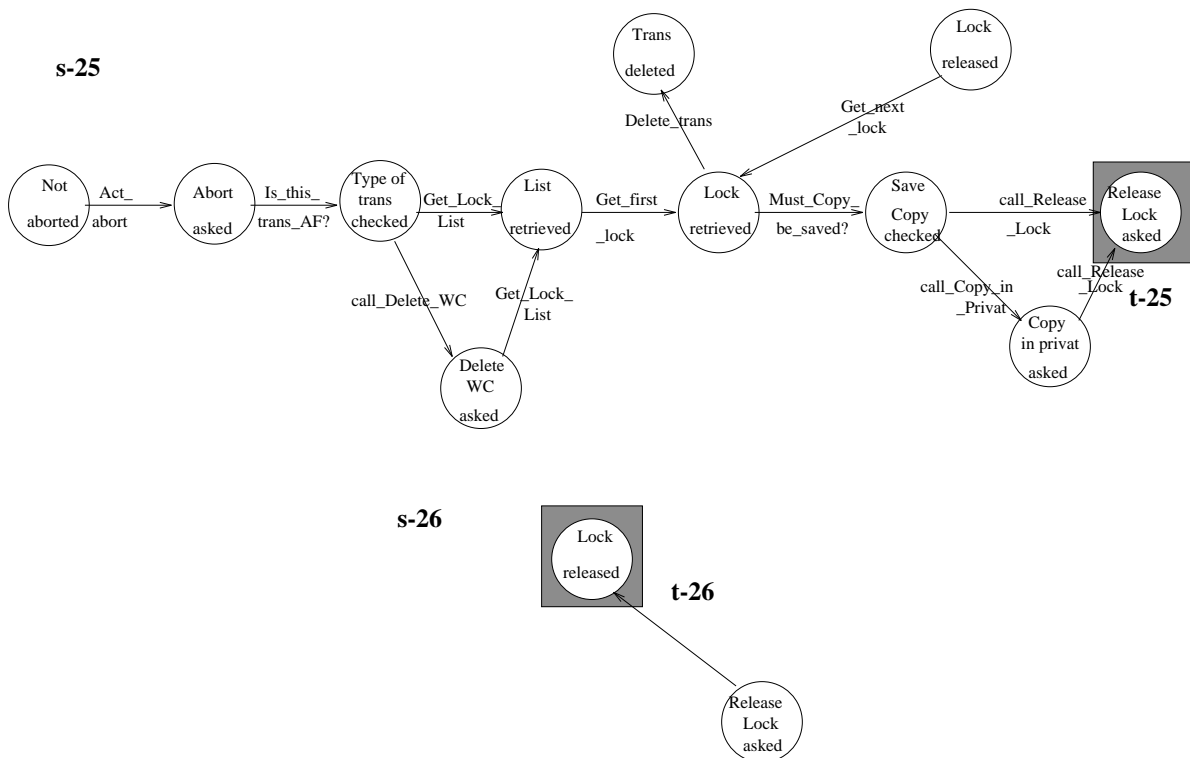 s-25
Trans
deleted
Lock
released
Get_next
_lock
Delete_trans
Not
aborted
Act_
abort
Abort
asked
Is_this_
trans_AF?
Type of
trans
checked
Get_Lock_
List
List
retrieved
Get_first
_lock
Lock
retrieved
Must_Copy_
be_saved?
Save
Copy
checked
call_Release
_Lock
Release
Lock
asked
t-25
call_Delete_WC
Get_Lock_
List
Delete
WC
asked
call_Copy_in
_Privat
call_Release
_Lock
Copy
in privat
asked
s-26
Lock
released
t-26
Release
Lock
asked